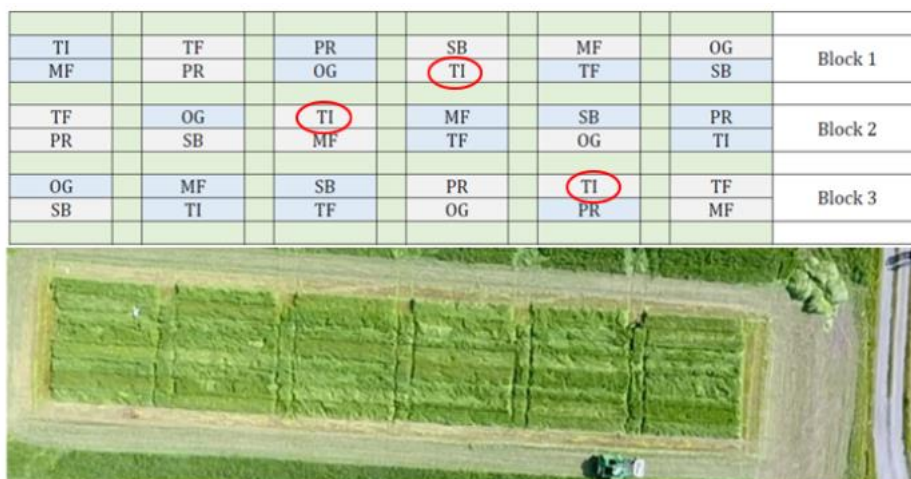 TI TF PR SB MF OG
MF PR OG TI TF SB
Block 1
TF OG TI MF SB PR
PR SB MF TF OG TI
Block 2
OG MF SB PR TI TF
SB TI TF OG PR MF
Block 3